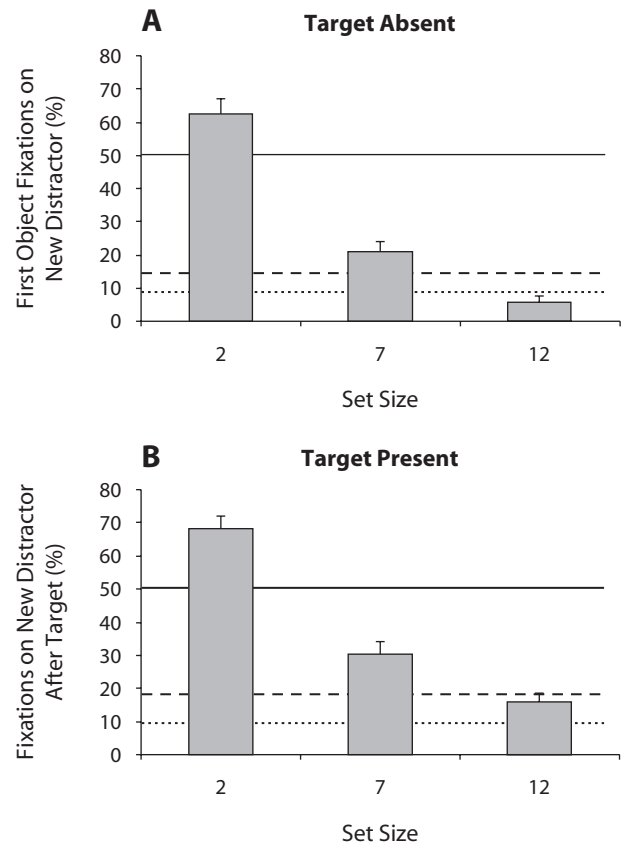 A
Target Absent
First Object Fixations on
New Distractor (%)
80
70
60
50
40
30
20
10
0
2 7 12
Set Size
B
Target Present
Fixations on New Distractor
After Target (%)
80
70
60
50
40
30
20
10
0
2 7 12
Set Size